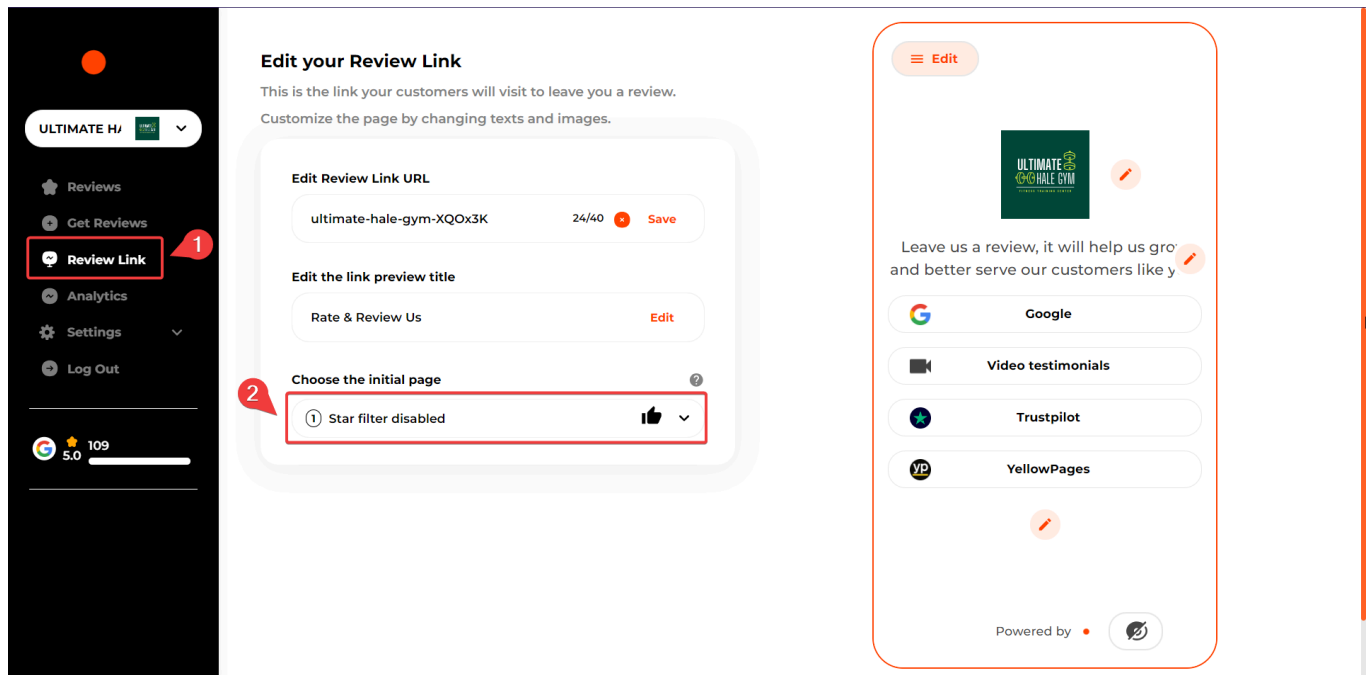 ULTIMATE HA
Reviews
Get Reviews
1
Review Link
Analytics
Settings
Log Out
109
5.0
Edit your Review Link
This is the link your customers will visit to leave you a review.
Customize the page by changing texts and images.
Edit Review Link URL
ultimate-hale-gym-XQOx3K 24/40 Save
Edit the link preview title
Rate & Review Us Edit
Choose the initial page ?
2
1 Star filter disabled
Edit
ULTIMATE
HALE GYM
FITNESS TRAINING CENTER
Leave us a review, it will help us gro
and better serve our customers like y
Google
Video testimonials
Trustpilot
yp YellowPages
Powered by